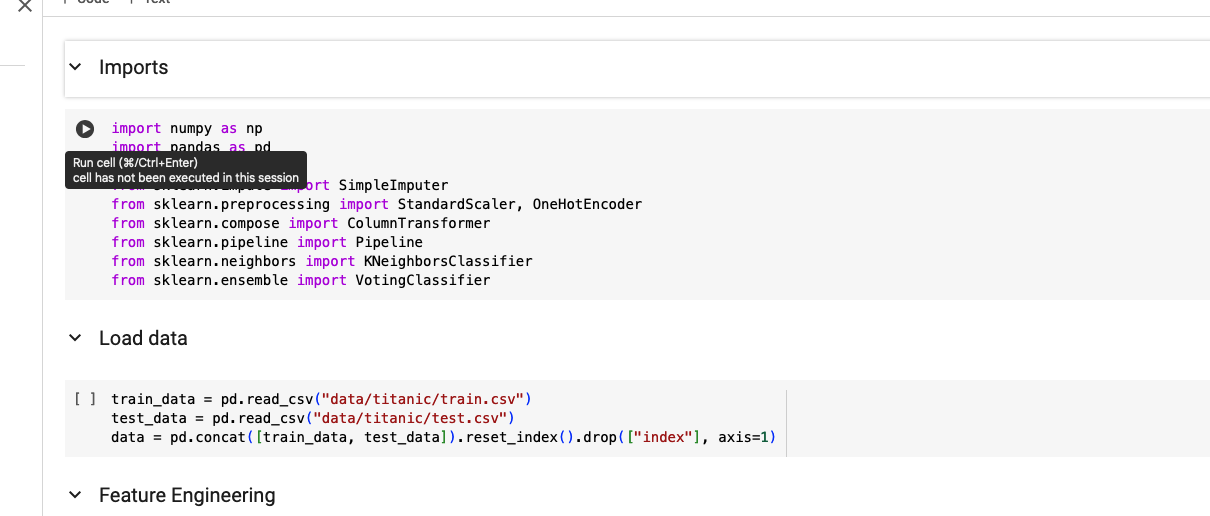 Code
Text
Imports
import numpy as np
import pandas as pd
Run cell (⌘/Ctrl+Enter)
cell has not been executed in this session
import SimpleImputer
from sklearn.preprocessing import StandardScaler, OneHotEncoder
from sklearn.compose import ColumnTransformer
from sklearn.pipeline import Pipeline
from sklearn.neighbors import KNeighborsClassifier
from sklearn.ensemble import VotingClassifier
Load data
[ ] train_data = pd.read_csv("data/titanic/train.csv")
test_data = pd.read_csv("data/titanic/test.csv")
data = pd.concat([train_data, test_data]).reset_index().drop(["index"], axis=1)
Feature Engineering